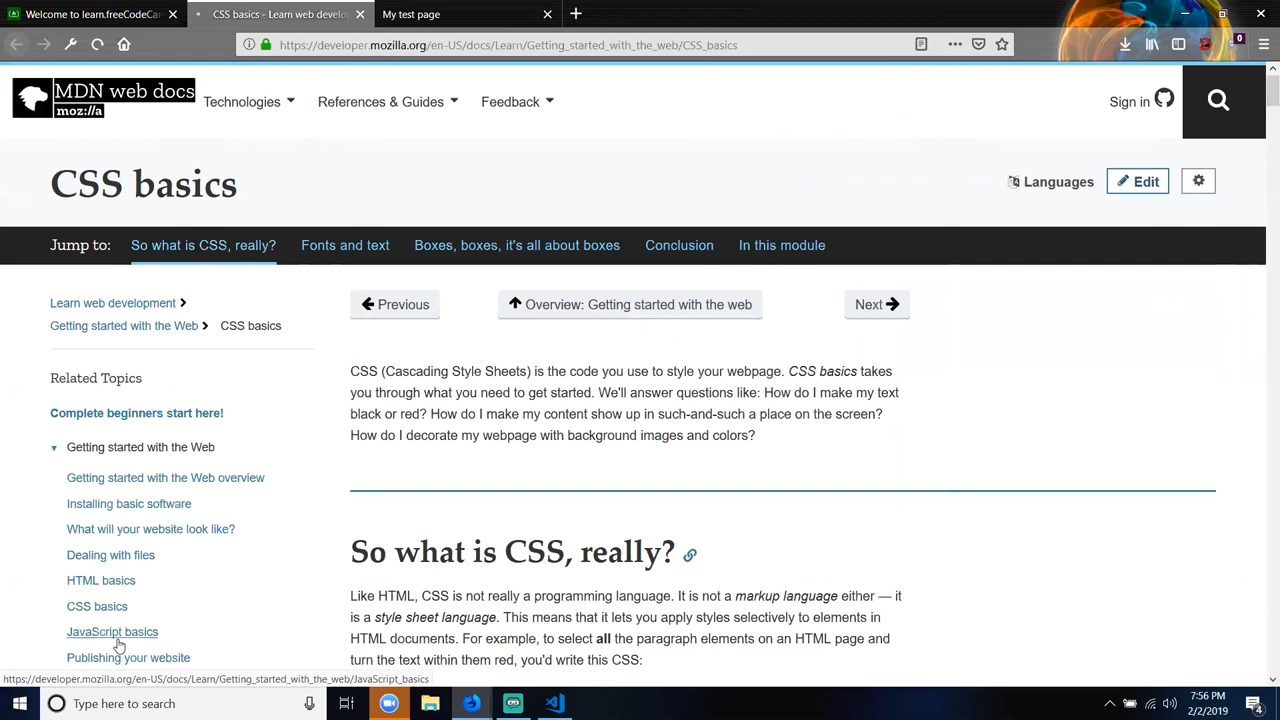 Welcome to learn.freeCodeCa
CSS basics - Learn web develo
My test page
https://developer.mozilla.org/en-US/docs/Learn/Getting_started_with_the_web/CSS_basics
0
MDN web docs
moz://a
Technologies
References & Guides
Feedback
Sign in
CSS basics
Languages
Edit
Jump to:
So what is CSS, really?
Fonts and text
Boxes, boxes, it's all about boxes
Conclusion
In this module
Learn web development
Getting started with the Web
CSS basics
Related Topics
Complete beginners start here!
Getting started with the Web
Getting started with the Web overview
Installing basic software
What will your website look like?
Dealing with files
HTML basics
CSS basics
JavaScript basics
Publishing your website
Previous
Overview: Getting started with the web
Next
CSS (Cascading Style Sheets) is the code you use to style your webpage. CSS basics takes
you through what you need to get started. We'll answer questions like: How do I make my text
black or red? How do I make my content show up in such-and-such a place on the screen?
How do I decorate my webpage with background images and colors?
So what is CSS, really?
Like HTML, CSS is not really a programming language. It is not a markup language either — it
is a style sheet language. This means that it lets you apply styles selectively to elements in
HTML documents. For example, to select all the paragraph elements on an HTML page and
turn the text within them red, you'd write this CSS:
https://developer.mozilla.org/en-US/docs/Learn/Getting_started_with_the_web/JavaScript_basics
Type here to search
7:56 PM
2/2/2019
4